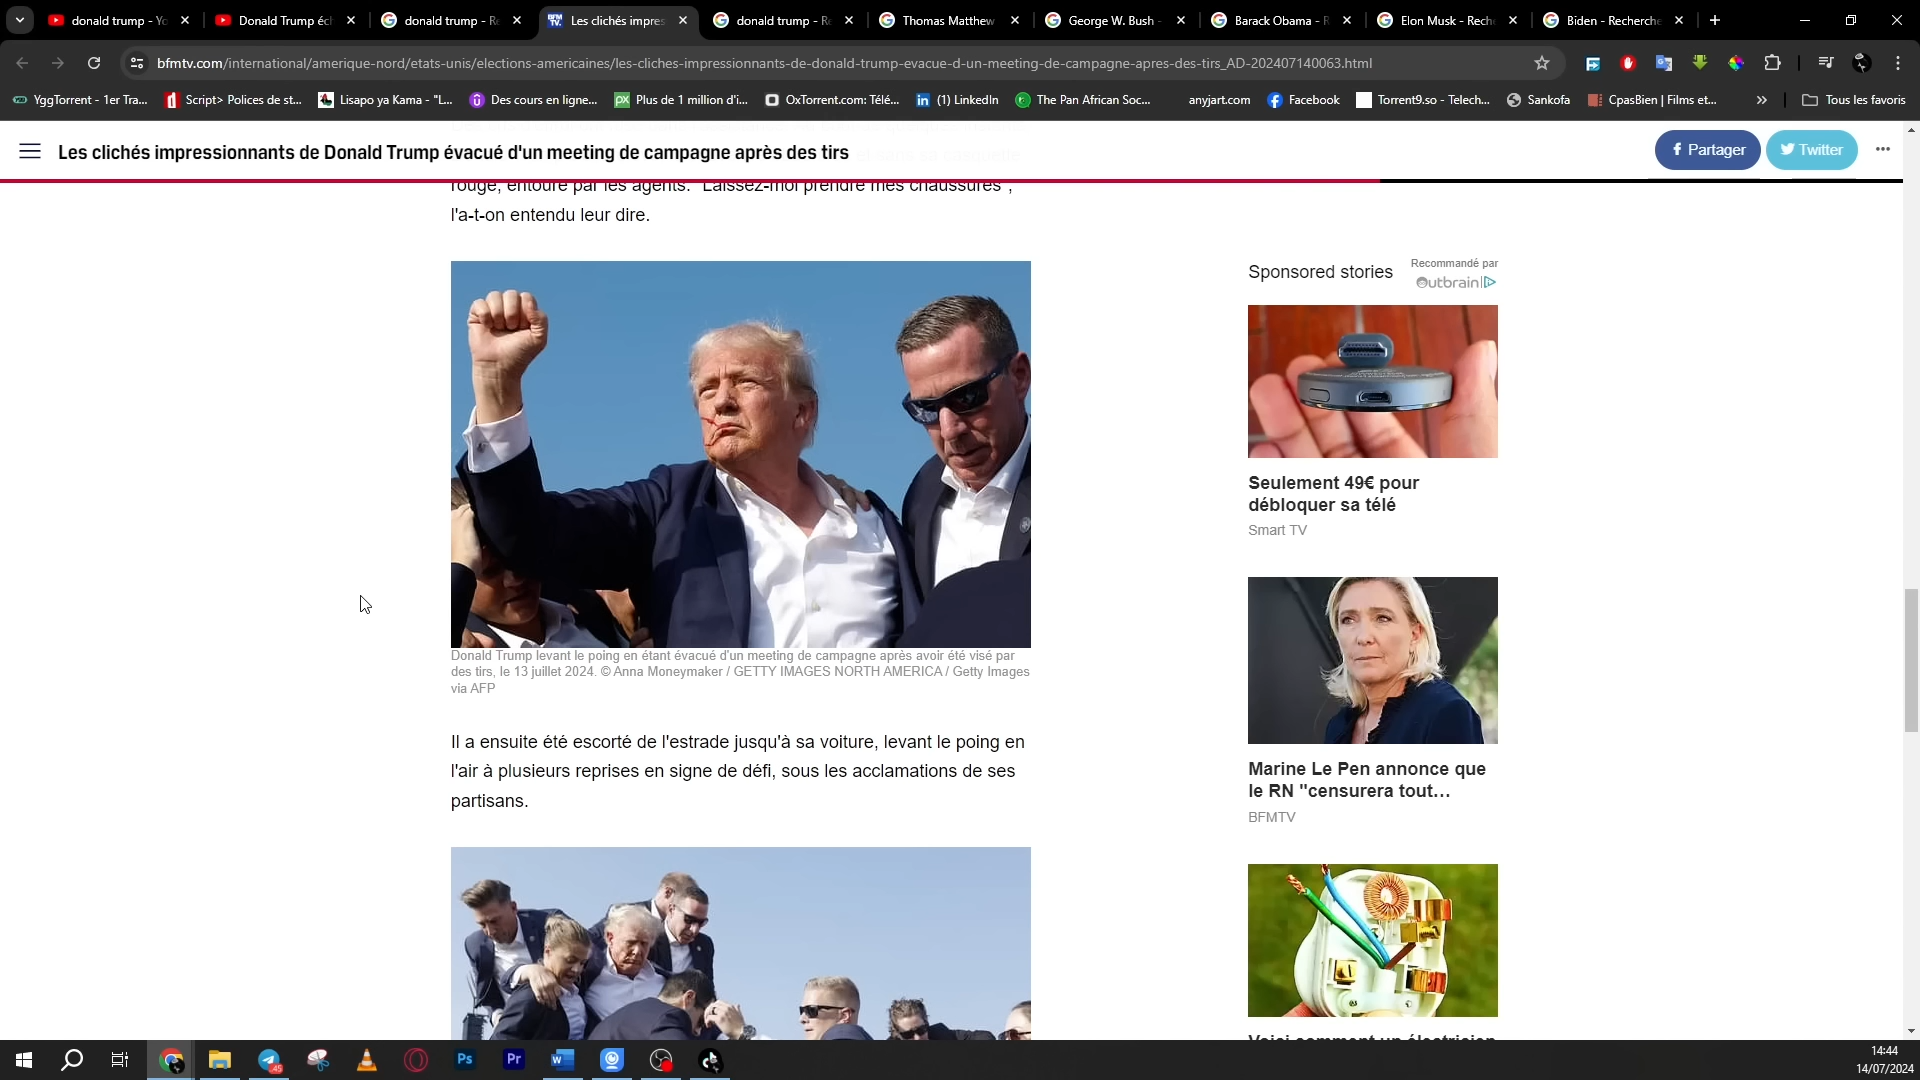 donald trump - Yo
Donald Trump éch
donald trump - Re
Les clichés impres
donald trump - Re
Thomas Matthew
George W. Bush -
Barack Obama - R
Elon Musk - Rech
Biden - Recherche
bfmtv.com/international/amerique-nord/etats-unis/elections-americaines/les-cliches-impressionnants-de-donald-trump-evacue-d-un-meeting-de-campagne-apres-des-tirs_AD-202407140063.html
YggTorrent - 1er Tra...
Script> Polices de st...
Lisapo ya Kama - "L...
Des cours en ligne...
Plus de 1 million d'i...
OxTorrent.com: Télé...
(1) LinkedIn
The Pan African Soc...
anyjart.com
Facebook
Torrent9.so - Telech...
Sankofa
CpasBien | Films et...
Tous les favoris
Les clichés impressionnants de Donald Trump évacué d'un meeting de campagne après des tirs
Partager
Twitter
rouge, entouré par les agents. "Laissez-moi prendre mes chaussures",
l'a-t-on entendu leur dire.
Donald Trump levant le poing en étant évacué d'un meeting de campagne après avoir été visé par
des tirs, le 13 juillet 2024. © Anna Moneymaker / GETTY IMAGES NORTH AMERICA / Getty Images
via AFP
Il a ensuite été escorté de l'estrade jusqu'à sa voiture, levant le poing en
l'air à plusieurs reprises en signe de défi, sous les acclamations de ses
partisans.
Sponsored stories
Recommandé par
Outbrain
Seulement 49€ pour
débloquer sa télé
Smart TV
Marine Le Pen annonce que
le RN "censurera tout...
BFMTV
Voici comment un électricien
45
14:44
14/07/2024